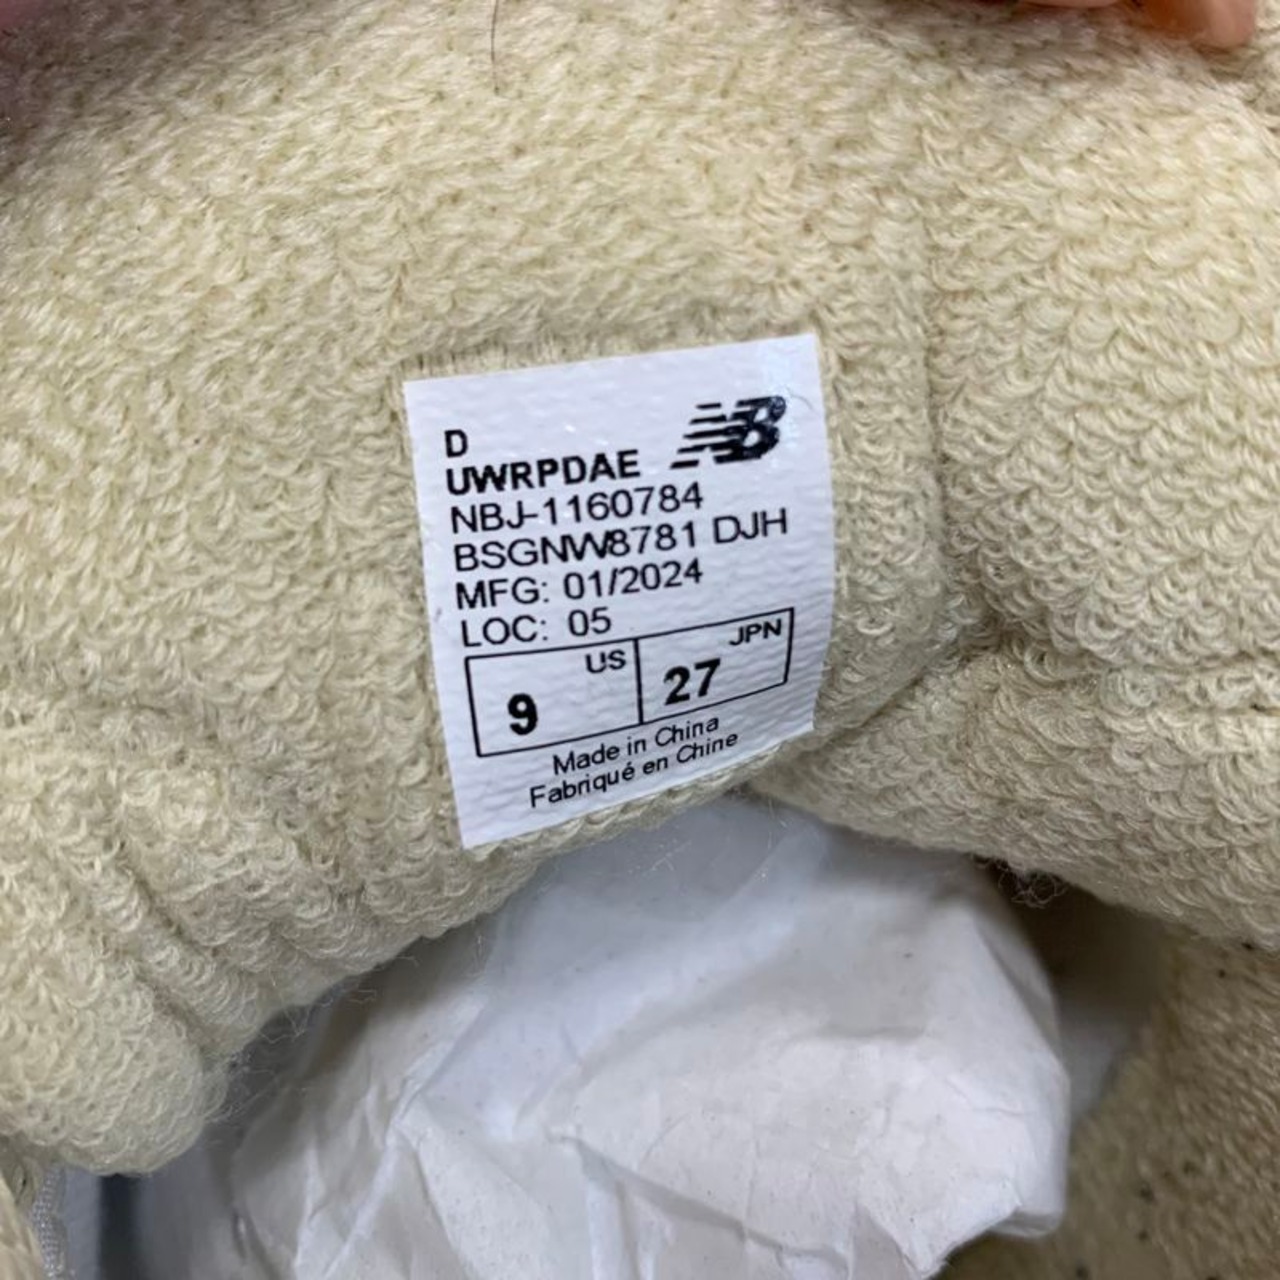 D
UWRPDAE NB
NBJ-1160784
BSGNW8781 DJH
MFG: 01/2024
LOC: 05
US JPN
9 27
Made in China
Fabriqué en Chine